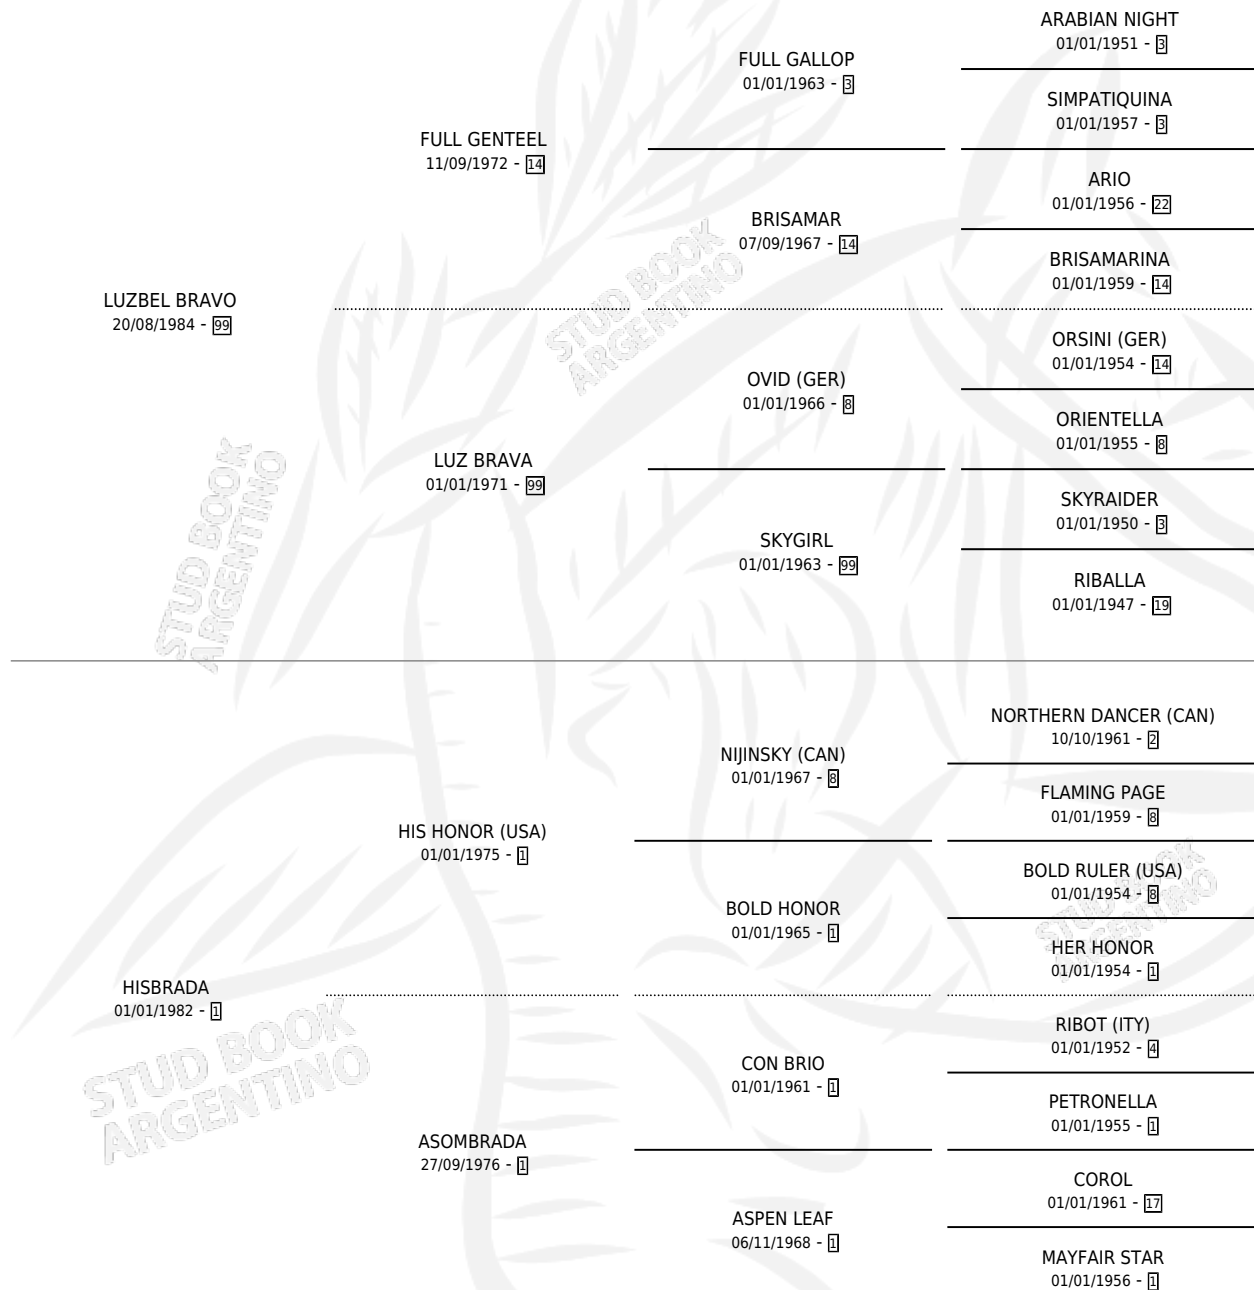 ARABIAN NIGHT
01/01/1951 - 3
FULL GALLOP
01/01/1963 - 3
SIMPATIQUINA
01/01/1957 - 3
FULL GENTEEL
11/09/1972 - 14
ARIO
01/01/1956 - 22
BRISAMAR
07/09/1967 - 14
BRISAMARINA
01/01/1959 - 14
LUZBEL BRAVO
20/08/1984 - 99
STUD BOOK
ARGENTINO
ORSINI (GER)
01/01/1954 - 14
OVID (GER)
01/01/1966 - 8
ORIENTELLA
01/01/1955 - 8
LUZ BRAVA
01/01/1971 - 99
SKYRAIDER
01/01/1950 - 3
SKYGIRL
01/01/1963 - 99
RIBALLA
01/01/1947 - 19
STUD BOOK
ARGENTINO
NORTHERN DANCER (CAN)
10/10/1961 - 2
NIJINSKY (CAN)
01/01/1967 - 8
FLAMING PAGE
01/01/1959 - 8
HIS HONOR (USA)
01/01/1975 - 1
BOLD RULER (USA)
01/01/1954 - 8
BOLD HONOR
01/01/1965 - 1
STUD BOOK
ARGENTINO
HER HONOR
01/01/1954 - 1
HISBRADA
01/01/1982 - 1
RIBOT (ITY)
01/01/1952 - 4
CON BRIO
01/01/1961 - 1
STUD BOOK
ARGENTINO
PETRONELLA
01/01/1955 - 1
ASOMBRADA
27/09/1976 - 1
COROL
01/01/1961 - 17
ASPEN LEAF
06/11/1968 - 1
MAYFAIR STAR
01/01/1956 - 1